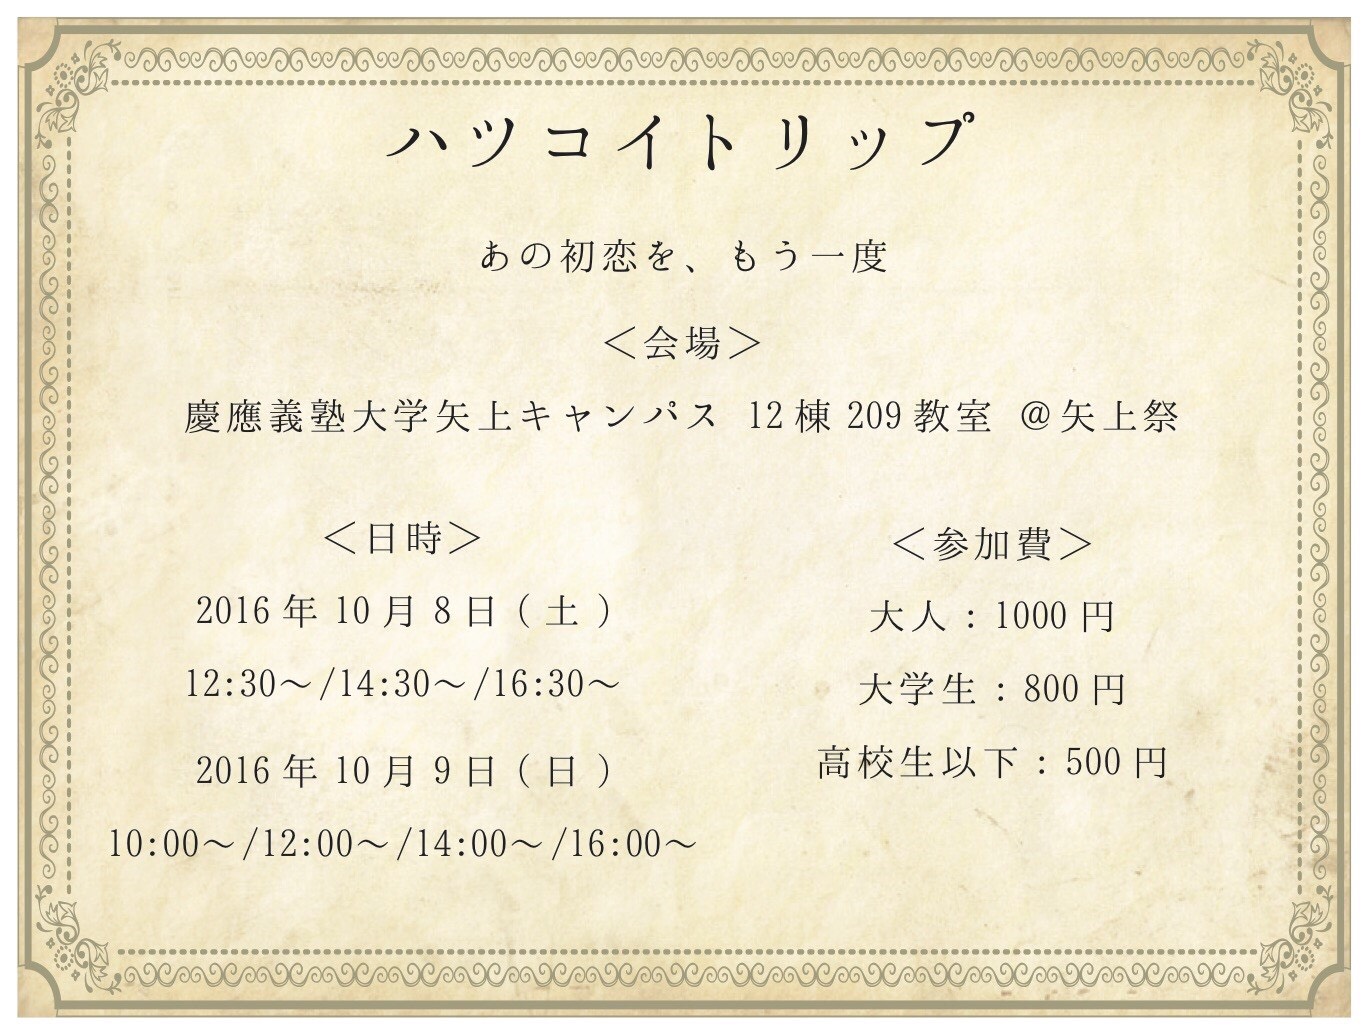 ハツコイトリップ
あの初恋を、もう一度
＜会場＞
慶應義塾大学矢上キャンパス 12棟 209教室 ＠矢上祭
＜日時＞
2016年10月8日(土)
12:30〜/14:30〜/16:30〜
2016年10月9日(日)
10:00〜/12:00〜/14:00〜/16:00〜
＜参加費＞
大人：1000円
大学生：800円
高校生以下：500円